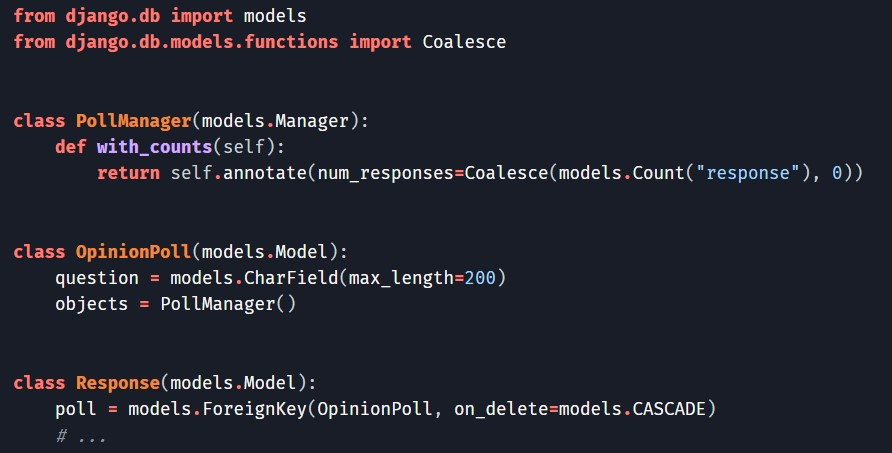 from django.db import models
from django.db.models.functions import Coalesce
class PollManager(models.Manager):
    def with_counts(self):
        return self.annotate(num_responses=Coalesce(models.Count("response"), 0))
class OpinionPoll(models.Model):
    question = models.CharField(max_length=200)
    objects = PollManager()
class Response(models.Model):
    poll = models.ForeignKey(OpinionPoll, on_delete=models.CASCADE)
    # ...